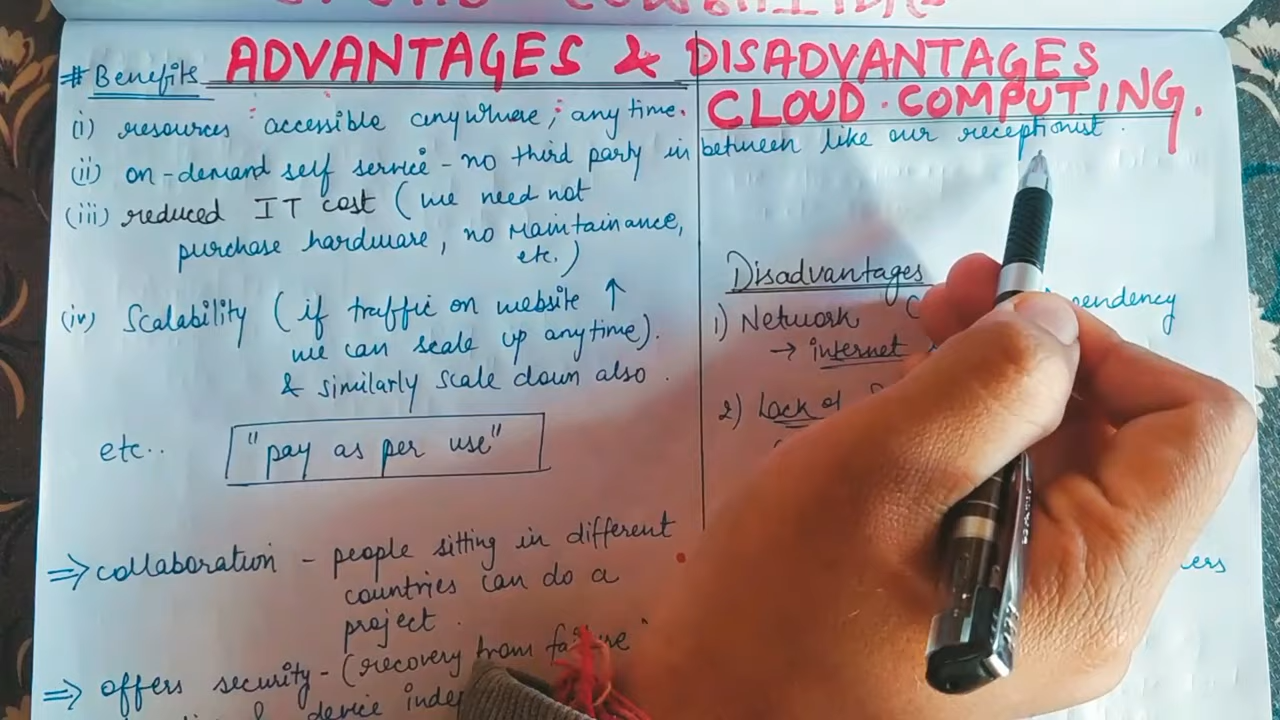 ADVANTAGES & DISADVANTAGES
CLOUD COMPUTING.
# Benefits
(i) resources accessible anywhere, any time.
(ii) on-demand self service - no third party in between like our receptionist.
(iii) reduced IT cost (we need not
purchase hardware, no maintainance,
etc.)
(iv) Scalability (if traffic on website ↑
we can scale up anytime).
& similarly scale down also.
etc..
"pay as per use"
⇒ collaboration - people sitting in different
countries can do a
project.
⇒ offers security - (recovery from
device
Disadvantages
1) Network
→ internet
2) Lack of